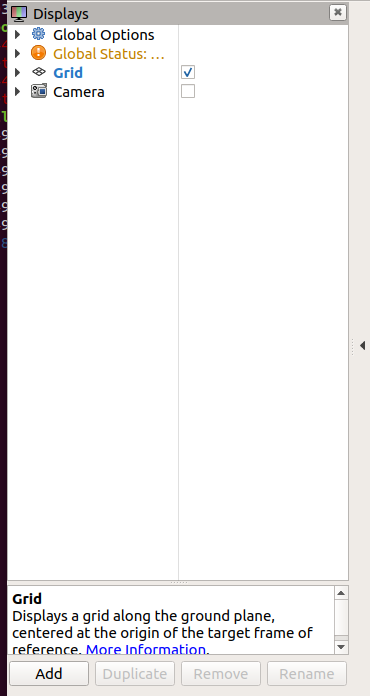 Displays
Global Options
Global Status: ...
Grid
Camera
Grid
Displays a grid along the ground plane,
centered at the origin of the target frame of
reference. More Information.
Add
Duplicate
Remove
Rename